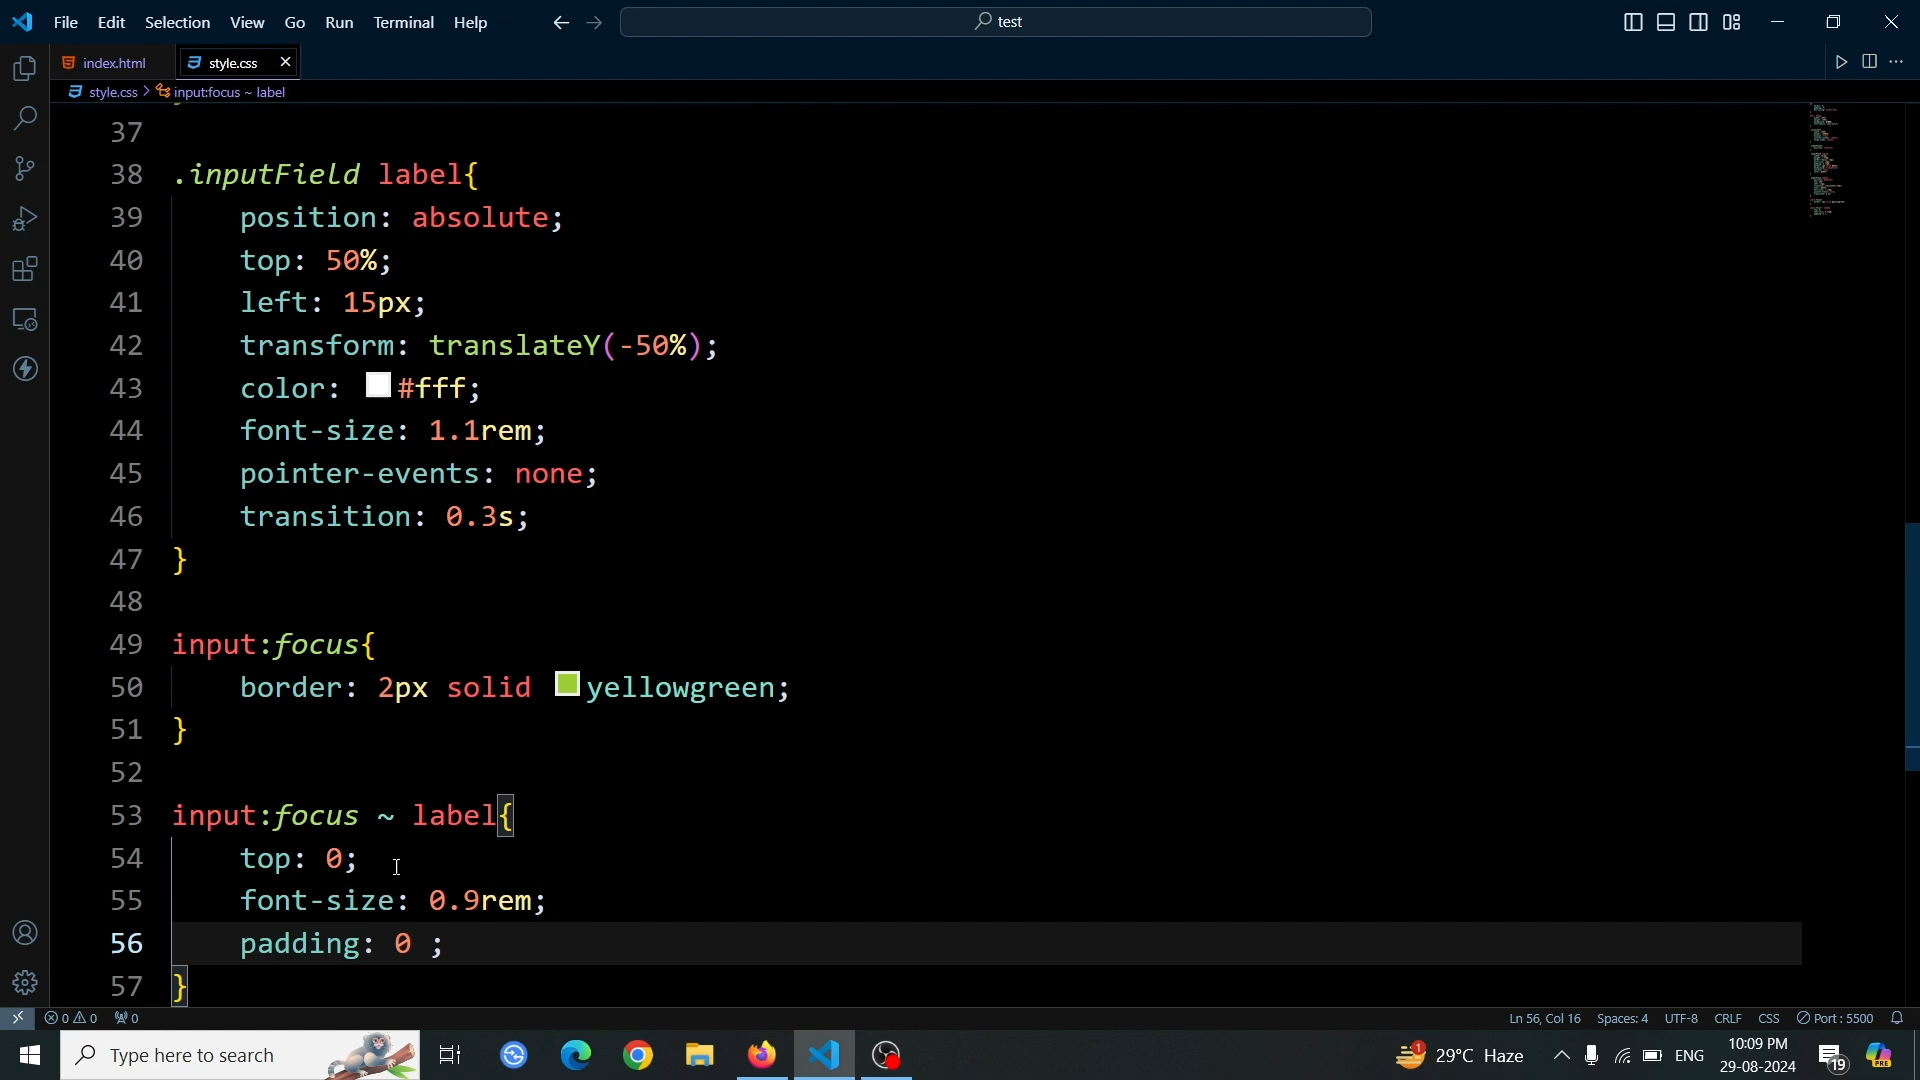 File Edit Selection View Go Run Terminal Help test
index.html style.css
style.css > input:focus ~ label
37
38 .inputField label{
39 position: absolute;
40 top: 50%;
41 left: 15px;
42 transform: translateY(-50%);
43 color: #fff;
44 font-size: 1.1rem;
45 pointer-events: none;
46 transition: 0.3s;
47 }
48
49 input:focus{
50 border: 2px solid yellowgreen;
51 }
52
53 input:focus ~ label{
54 top: 0;
55 font-size: 0.9rem;
56 padding: 0 ;
57 }
0 0 0 Ln 56, Col 16 Spaces: 4 UTF-8 CRLF CSS Port : 5500
Type here to search 1 29°C Haze ENG 10:09 PM 19 PRE
29-08-2024